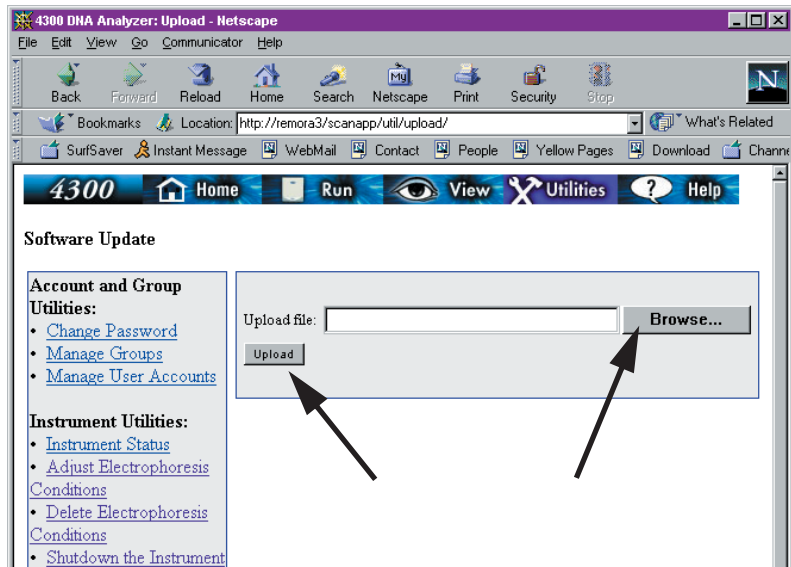 4300 DNA Analyzer: Upload - Netscape
File Edit View Go Communicator Help
My
N
Back Forward Reload Home Search Netscape Print Security Stop
Bookmarks Location: http://remora3/scanapp/util/upload/ What's Related
SurfSaver Instant Message WebMail Contact People Yellow Pages Download Channe
4300 Home Run View Utilities ? Help
Software Update
Account and Group
Utilities:
• Change Password
• Manage Groups
• Manage User Accounts
Upload file: Browse...
Upload
Instrument Utilities:
• Instrument Status
• Adjust Electrophoresis
Conditions
• Delete Electrophoresis
Conditions
• Shutdown the Instrument